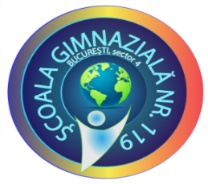 ȘCOALA GIMNAZIALĂ NR. 119
BUCUREȘTI, sector 4